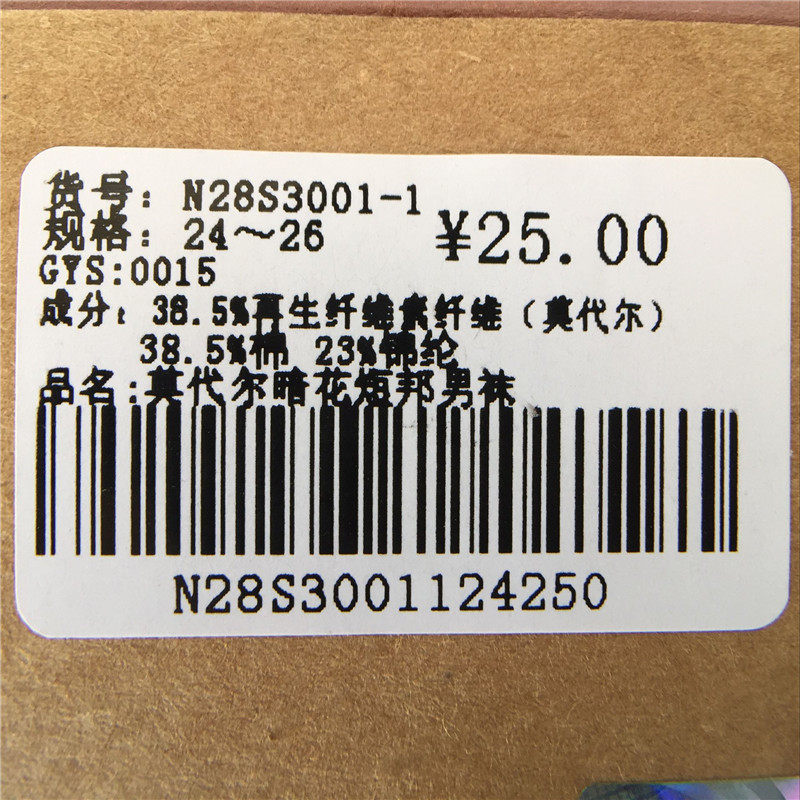 货号: N28S3001-1
规格: 24～26
¥25.00
GYS:0015
成分: 38.5%再生纤维素纤维（莫代尔）
38.5%棉 23%锦纶
品名:莫代尔暗花短邦男袜
N28S3001124250